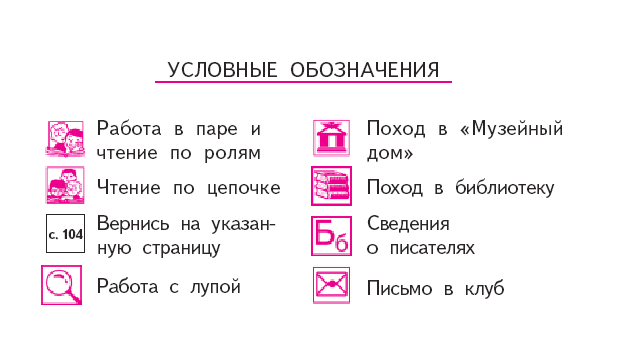 УСЛОВНЫЕ ОБОЗНАЧЕНИЯ
Работа в паре и
чтение по ролям
Чтение по цепочке
с. 104
Вернись на указан-
ную страницу
Работа с лупой
Поход в «Музейный
дом»
Поход в библиотеку
Бб
Сведения
о писателях
Письмо в клуб